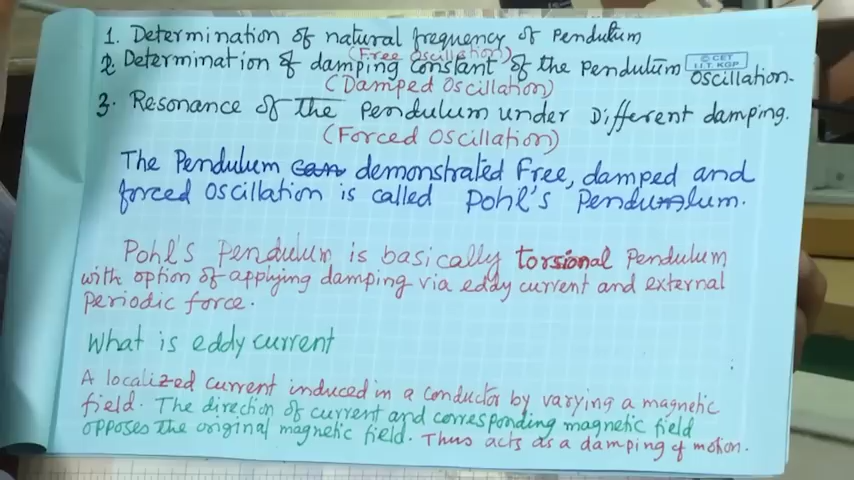 1. Determination of natural frequency of Pendulum
(Free Oscillation)
2. Determination of damping constant of the pendulum Oscillation.
© CET
I.I.T. KGP
(Damped Oscillation)
3. Resonance of the Pendulum under Different damping.
(Forced Oscillation)
The Pendulum can demonstrated Free, damped and
forced Oscillation is called Pohl's Pendulum.
Pohl's Pendulum is basically torsional Pendulum
with option of applying damping via eddy current and external
Periodic force.
What is eddy current
A localized current induced in a conductor by varying a magnetic
field. The direction of current and corresponding magnetic field
opposes the original magnetic field. Thus acts as a damping of motion.